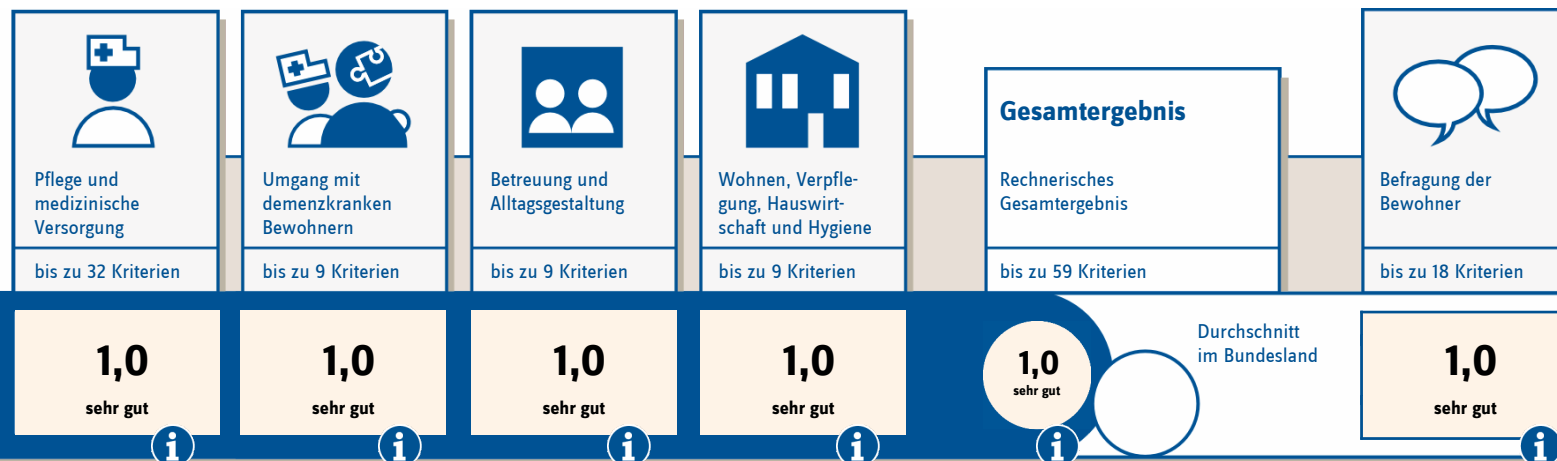 Pflege und
medizinische
Versorgung
bis zu 32 Kriterien
1,0
sehr gut
i
Umgang mit
demenzkranken
Bewohnern
bis zu 9 Kriterien
1,0
sehr gut
i
Betreuung und
Alltagsgestaltung
bis zu 9 Kriterien
1,0
sehr gut
i
Wohnen, Verpfle-
gung, Hauswirt-
schaft und Hygiene
bis zu 9 Kriterien
1,0
sehr gut
i
Gesamtergebnis
Rechnerisches
Gesamtergebnis
bis zu 59 Kriterien
1,0
sehr gut
i
Durchschnitt
im Bundesland
Befragung der
Bewohner
bis zu 18 Kriterien
1,0
sehr gut
i